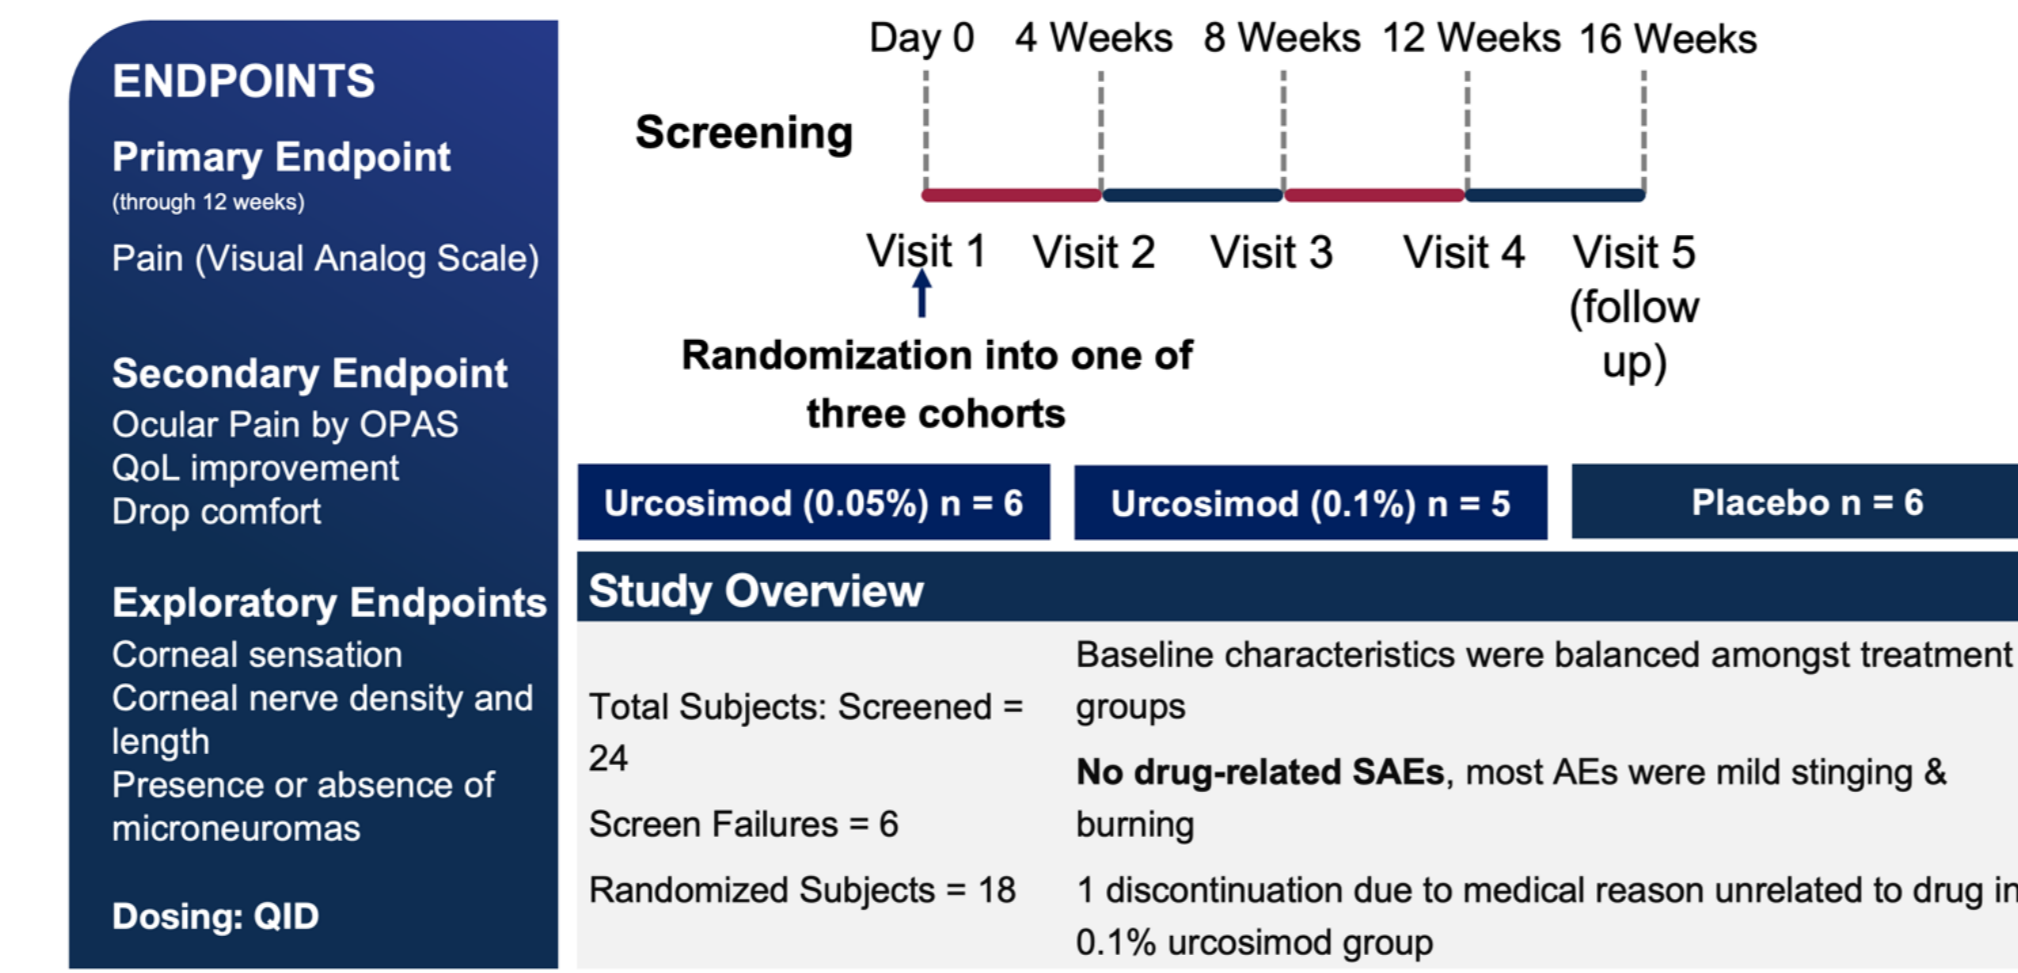 ENDPOINTS
Primary Endpoint
(through 12 weeks)
Pain (Visual Analog Scale)
Secondary Endpoint
Ocular Pain by OPAS
QoL improvement
Drop comfort
Exploratory Endpoints
Corneal sensation
Corneal nerve density and
length
Presence or absence of
microneuromas
Dosing: QID
Day 0 4 Weeks 8 Weeks 12 Weeks 16 Weeks
Screening
Visit 1 Visit 2 Visit 3 Visit 4 Visit 5
(follow
up)
Randomization into one of
three cohorts
Urcosimod (0.05%) n = 6
Urcosimod (0.1%) n = 5
Placebo n = 6
Study Overview
Total Subjects: Screened =
24
Screen Failures = 6
Randomized Subjects = 18
Baseline characteristics were balanced amongst treatment
groups
No drug-related SAEs, most AEs were mild stinging &
burning
1 discontinuation due to medical reason unrelated to drug in
0.1% urcosimod group